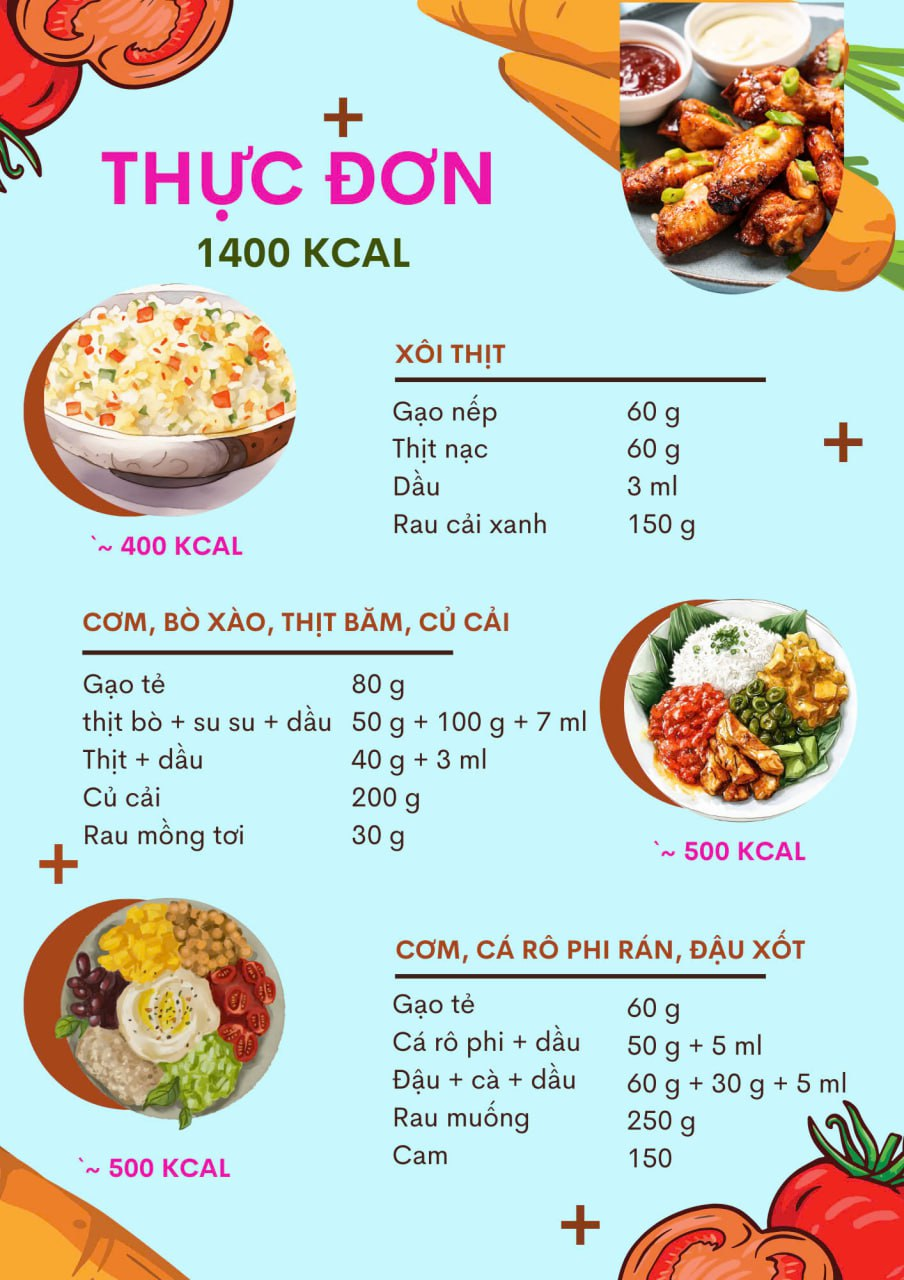 THỰC ĐƠN
1400 KCAL
XÔI THỊT
Gạo nếp 60 g
Thịt nạc 60 g
Dầu 3 ml
Rau cải xanh 150 g
`~ 400 KCAL
CƠM, BÒ XÀO, THỊT BĂM, CỦ CẢI
Gạo tẻ 80 g
thịt bò + su su + dầu 50 g + 100 g + 7 ml
Thịt + dầu 40 g + 3 ml
Củ cải 200 g
Rau mồng tơi 30 g
`~ 500 KCAL
CƠM, CÁ RÔ PHI RÁN, ĐẬU XỐT
Gạo tẻ 60 g
Cá rô phi + dầu 50 g + 5 ml
Đậu + cà + dầu 60 g + 30 g + 5 ml
Rau muống 250 g
Cam 150
`~ 500 KCAL